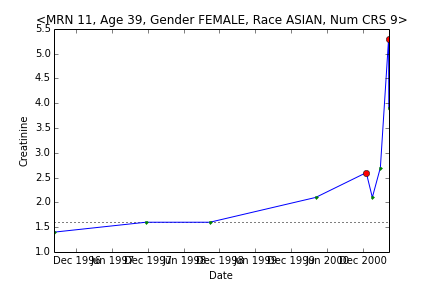 <MRN 11, Age 39, Gender FEMALE, Race ASIAN, Num CRS 9>
5.5
5.0
4.5
4.0
3.5
3.0
2.5
2.0
1.5
1.0
Creatinine
Dec 1996 Jun 1997 Dec 1997 Jun 1998 Dec 1998 Jun 1999 Dec 1999 Jun 2000 Dec 2000
Date